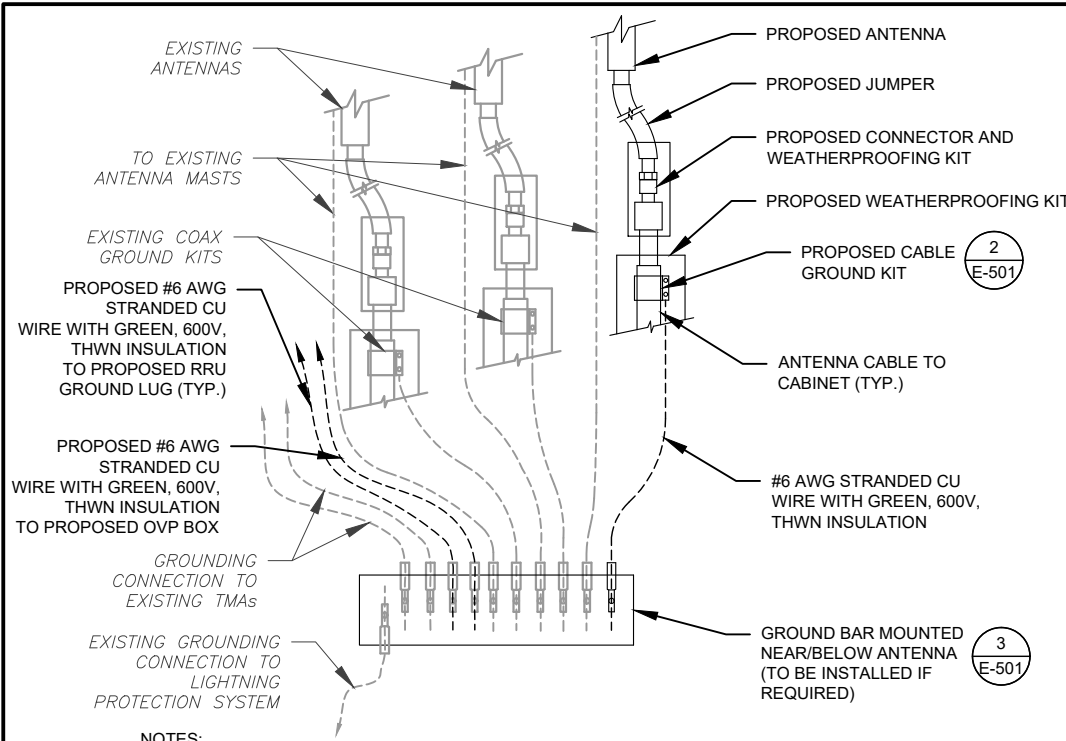 EXISTING
ANTENNAS
TO EXISTING
ANTENNA MASTS
EXISTING COAX
GROUND KITS
PROPOSED #6 AWG
STRANDED CU
WIRE WITH GREEN, 600V,
THWN INSULATION
TO PROPOSED RRU
GROUND LUG (TYP.)
PROPOSED #6 AWG
STRANDED CU
WIRE WITH GREEN, 600V,
THWN INSULATION
TO PROPOSED OVP BOX
GROUNDING
CONNECTION TO
EXISTING TMAs
EXISTING GROUNDING
CONNECTION TO
LIGHTNING
PROTECTION SYSTEM
NOTES:
PROPOSED ANTENNA
PROPOSED JUMPER
PROPOSED CONNECTOR AND
WEATHERPROOFING KIT
PROPOSED WEATHERPROOFING KIT
PROPOSED CABLE
GROUND KIT
2
E-501
ANTENNA CABLE TO
CABINET (TYP.)
#6 AWG STRANDED CU
WIRE WITH GREEN, 600V,
THWN INSULATION
GROUND BAR MOUNTED
NEAR/BELOW ANTENNA
(TO BE INSTALLED IF
REQUIRED)
3
E-501